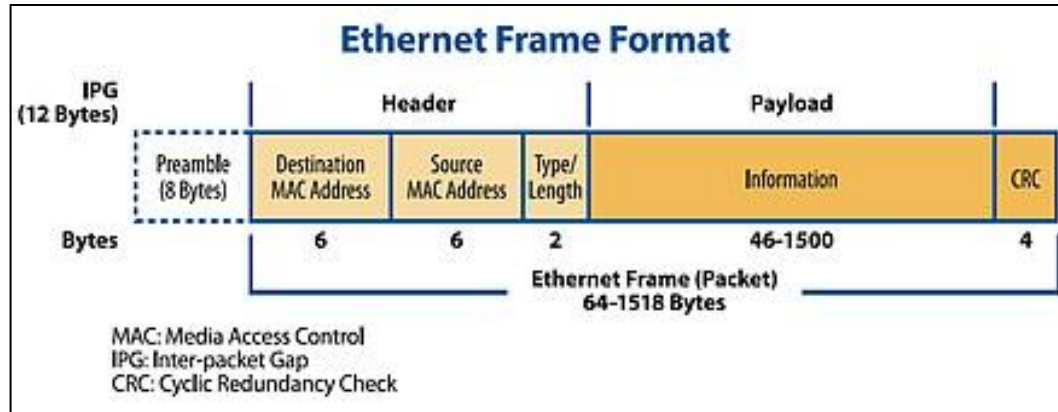 Ethernet Frame Format
IPG
(12 Bytes)
Header
Payload
Preamble
(8 Bytes)
Destination
MAC Address
Source
MAC Address
Type/
Length
Information
CRC
Bytes
6
6
2
46-1500
4
Ethernet Frame (Packet)
64-1518 Bytes
MAC: Media Access Control
IPG: Inter-packet Gap
CRC: Cyclic Redundancy Check